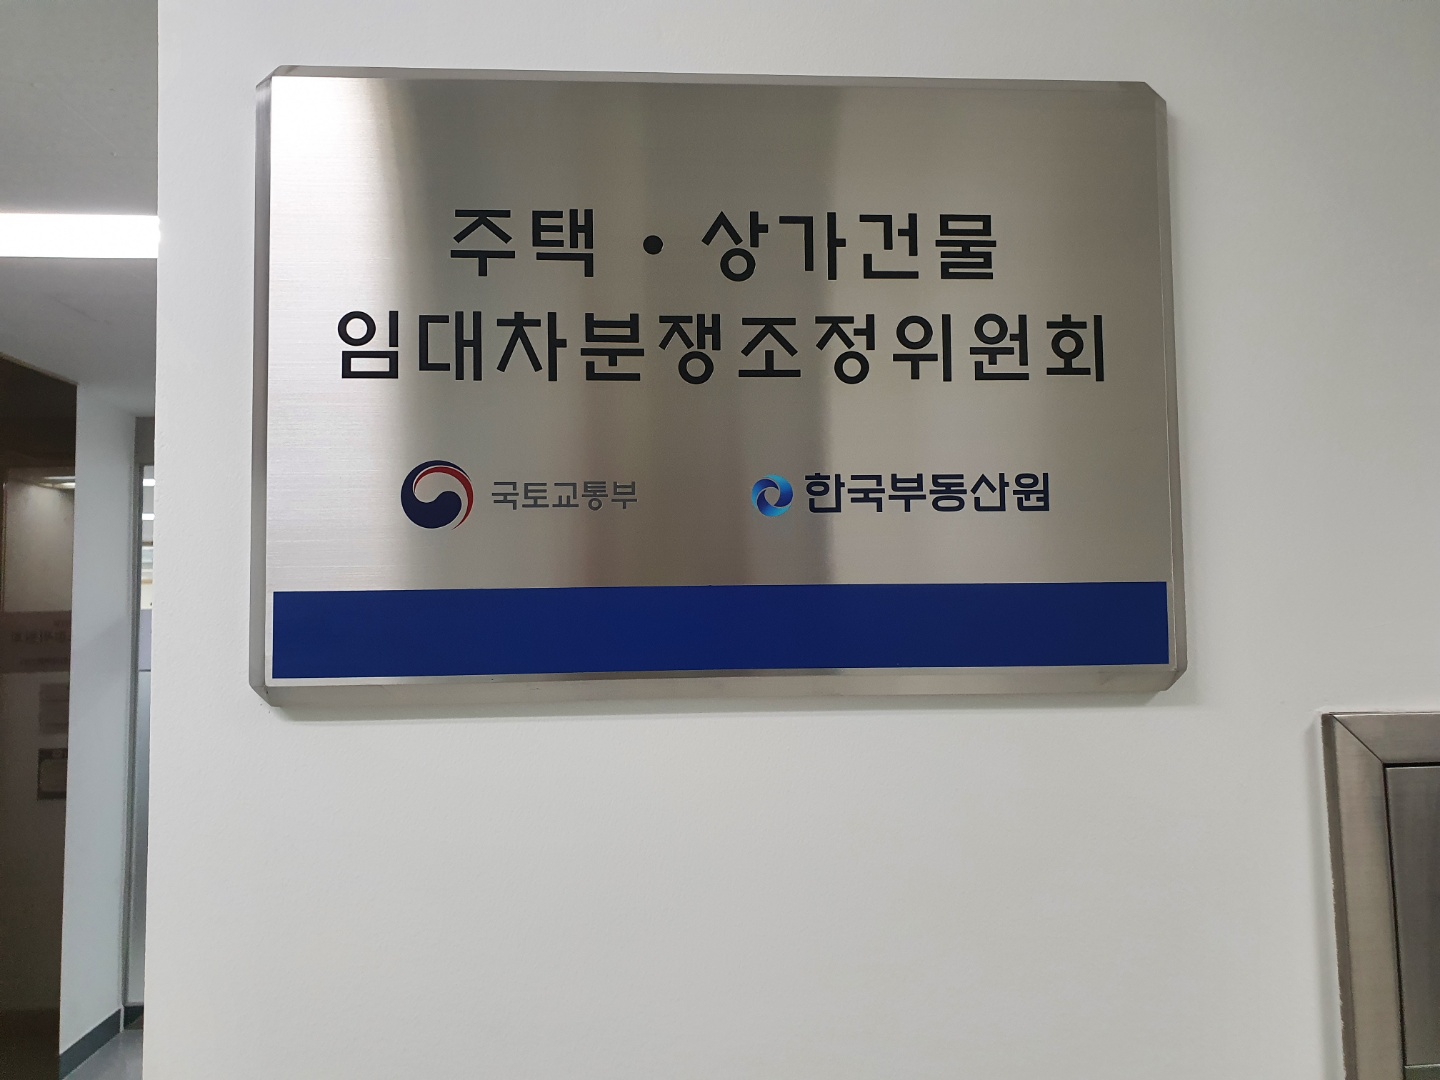 주택 · 상가건물
임대차분쟁조정위원회
국토교통부 한국부동산원